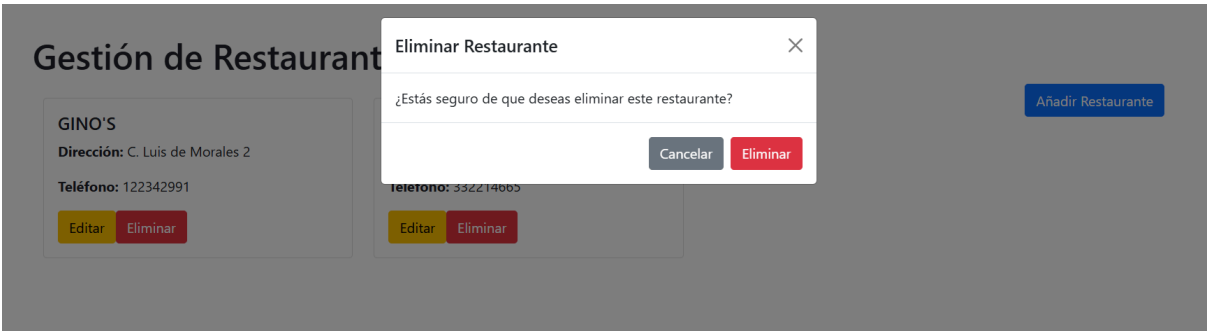 Eliminar Restaurante
¿Estás seguro de que deseas eliminar este restaurante?
Cancelar Eliminar
Gestión de Restaurant
Añadir Restaurante
GINO'S
Dirección: C. Luis de Morales 2
Teléfono: 122342991
Editar Eliminar
Teléfono: 332214665
Editar Eliminar